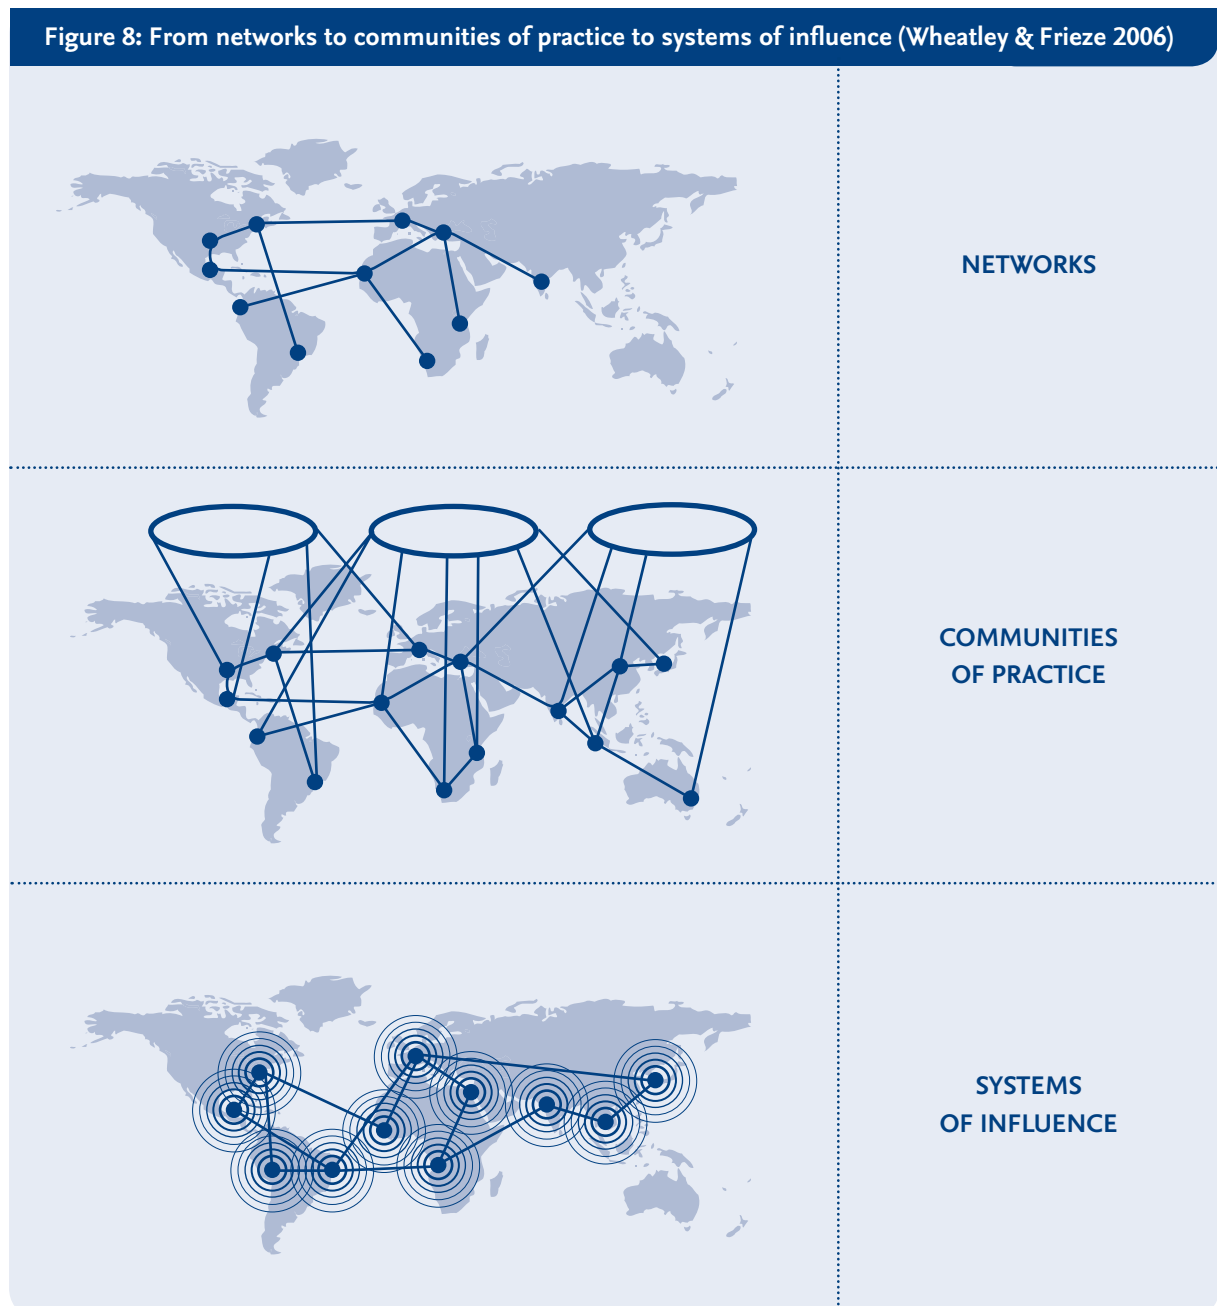 Figure 8: From networks to communities of practice to systems of influence (Wheatley & Frieze 2006)
NETWORKS
COMMUNITIES
OF PRACTICE
SYSTEMS
OF INFLUENCE